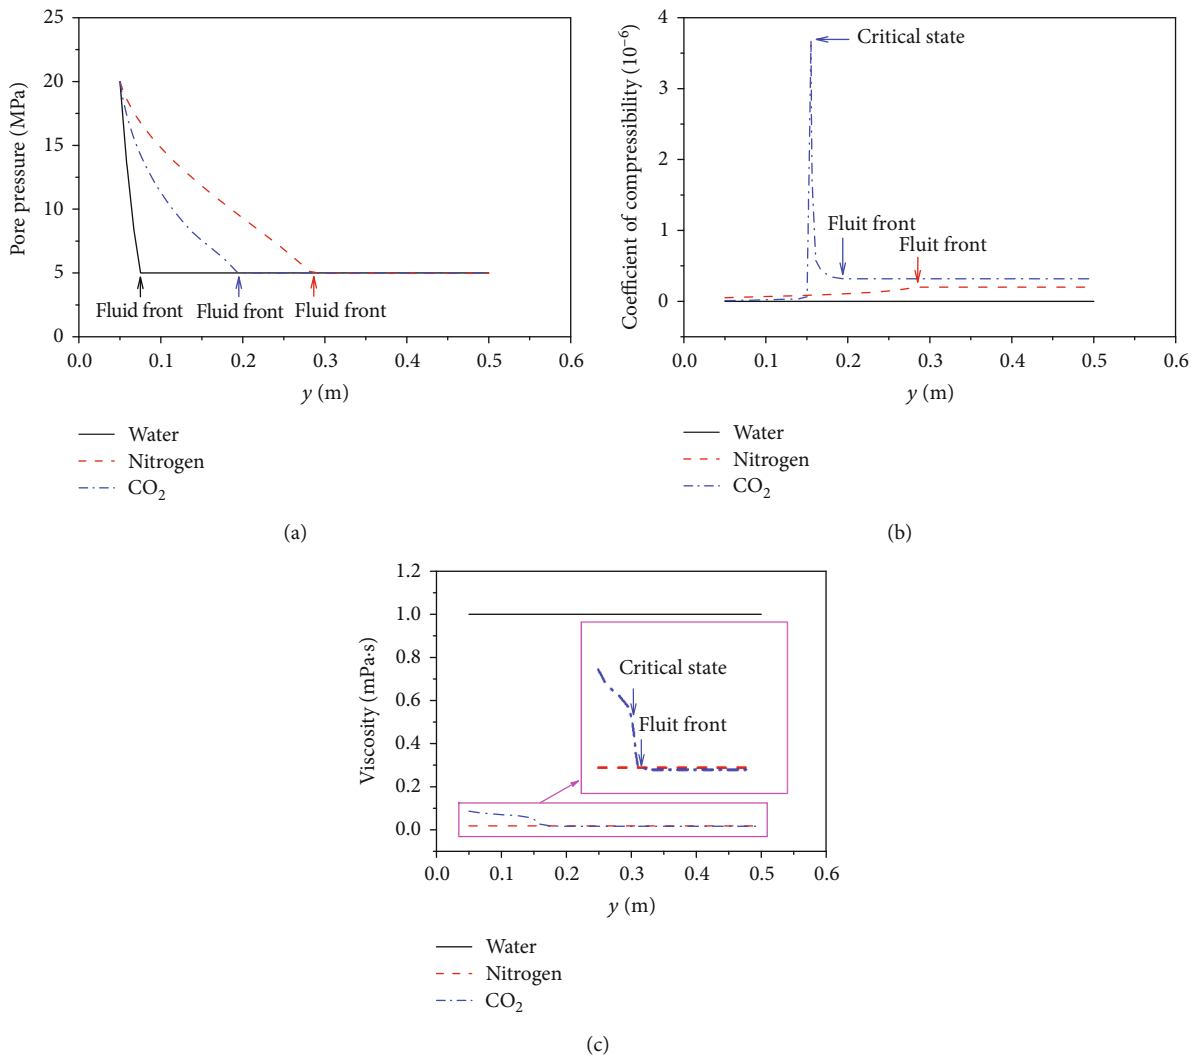 25
20
15
10
5
0
Pore pressure (MPa)
Fluid front
Fluid front
Fluid front
0.0 0.1 0.2 0.3 0.4 0.5 0.6
y (m)
Water
Nitrogen
CO₂
(a)
4
3
2
1
0
Coefficient of compressibility (10⁻⁶)
Critical state
Fluit front
Fluit front
0.0 0.1 0.2 0.3 0.4 0.5 0.6
y (m)
Water
Nitrogen
CO₂
(b)
1.2
1.0
0.8
0.6
0.4
0.2
0.0
Viscosity (mPa·s)
Critical state
Fluit front
0.0 0.1 0.2 0.3 0.4 0.5 0.6
y (m)
Water
Nitrogen
CO₂
(c)